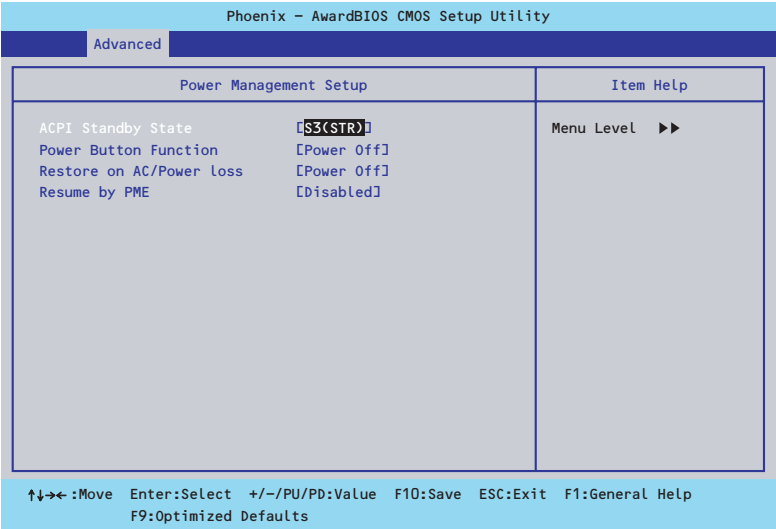 Phoenix – AwardBIOS CMOS Setup Utility
Advanced
Power Management Setup
Item Help
ACPI Standby State [S3(STR)]
Power Button Function [Power Off]
Restore on AC/Power loss [Power Off]
Resume by PME [Disabled]
Menu Level ▶▶
↑↓→←:Move Enter:Select +/–/PU/PD:Value F10:Save ESC:Exit F1:General Help
F9:Optimized Defaults